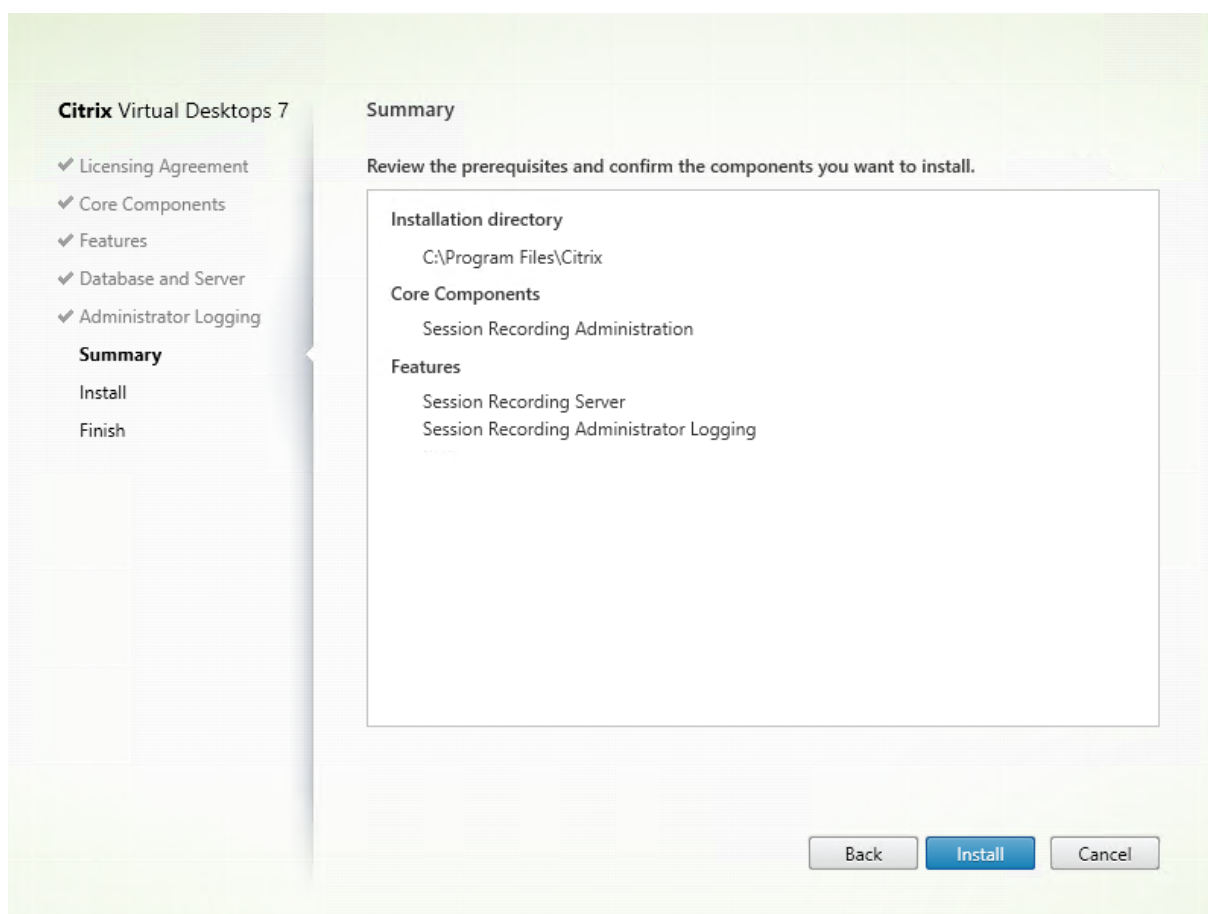 Citrix Virtual Desktops 7
Licensing Agreement
Core Components
Features
Database and Server
Administrator Logging
Summary
Install
Finish
Summary
Review the prerequisites and confirm the components you want to install.
Installation directory
C:\Program Files\Citrix
Core Components
Session Recording Administration
Features
Session Recording Server
Session Recording Administrator Logging
Back
Install
Cancel